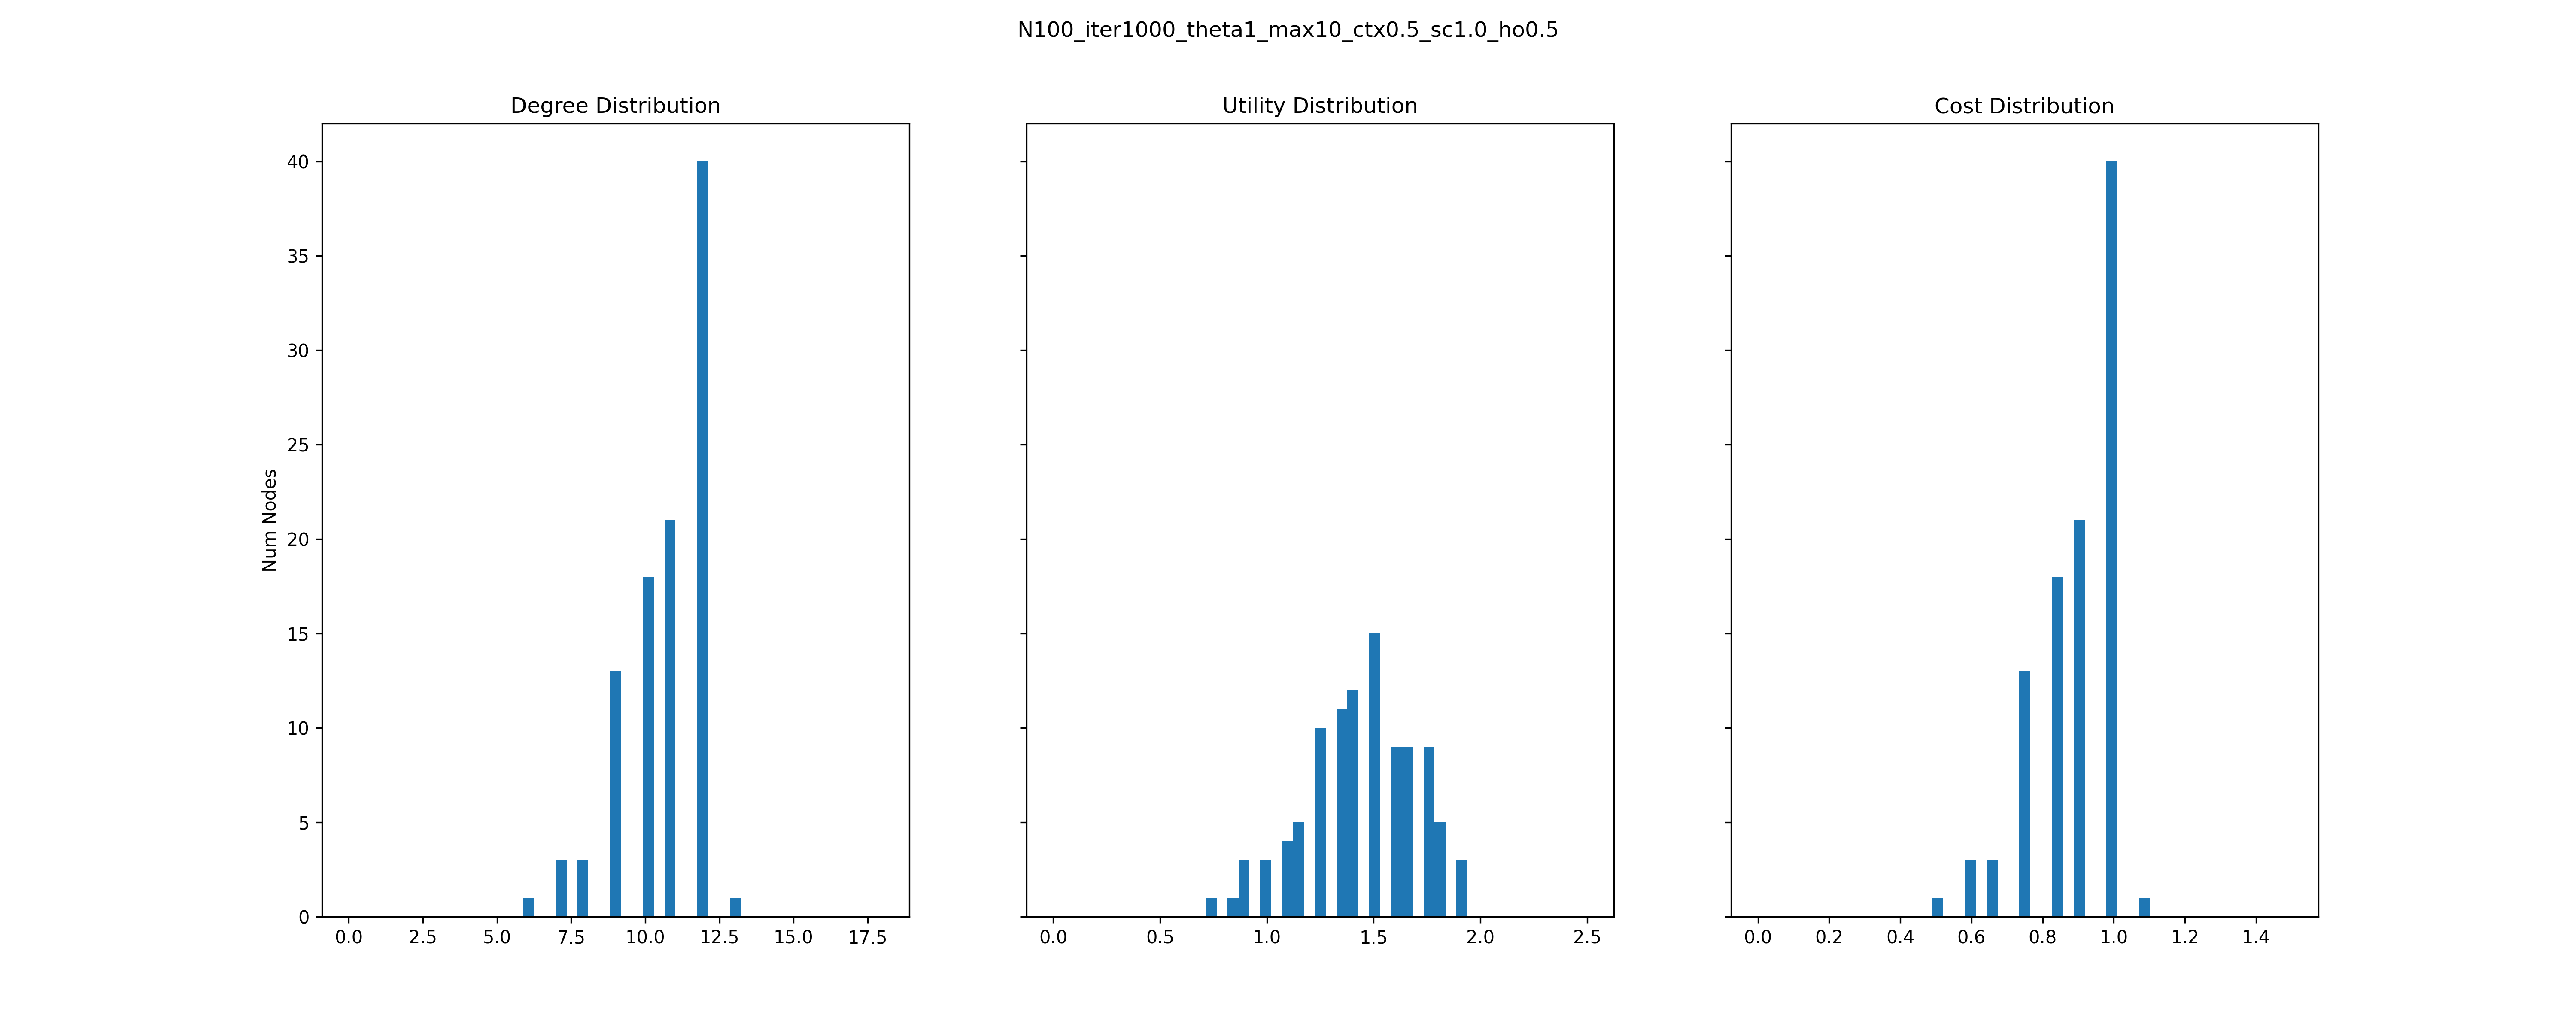 N100_iter1000_theta1_max10_ctx0.5_sc1.0_ho0.5
Degree Distribution
Utility Distribution
Cost Distribution
Num Nodes
40
35
30
25
20
15
10
5
0
0.0 2.5 5.0 7.5 10.0 12.5 15.0 17.5
0.0 0.5 1.0 1.5 2.0 2.5
0.0 0.2 0.4 0.6 0.8 1.0 1.2 1.4